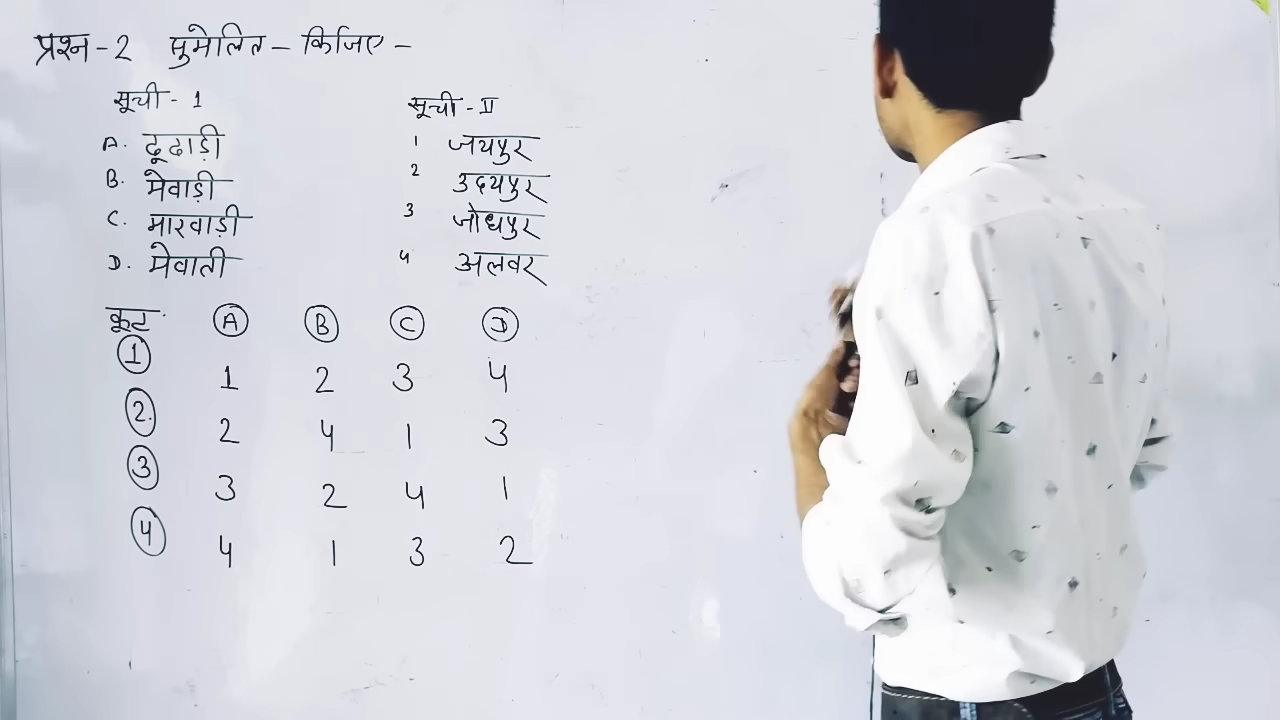 प्रश्न-2 सुमेलित - किजिए -
सूची - 1 सूची - II
A. ढूढाड़ी 1 जयपुर
B. मेवाड़ी 2 उदयपुर
C. मारवाड़ी 3 जोधपुर
D. मेवाती 4 अलवर
कूट A B C D
1 1 2 3 4
2. 2 4 1 3
3 3 2 4 1
4 4 1 3 2